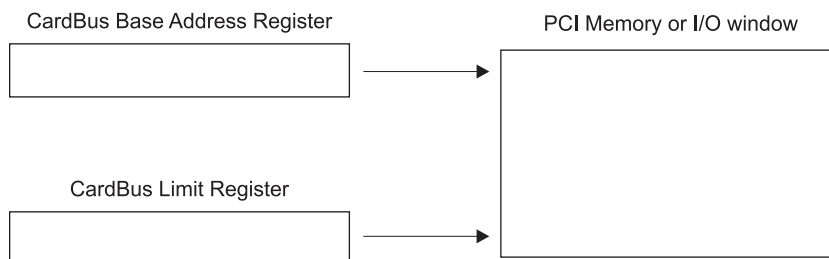 CardBus Base Address Register
PCI Memory or I/O window
CardBus Limit Register